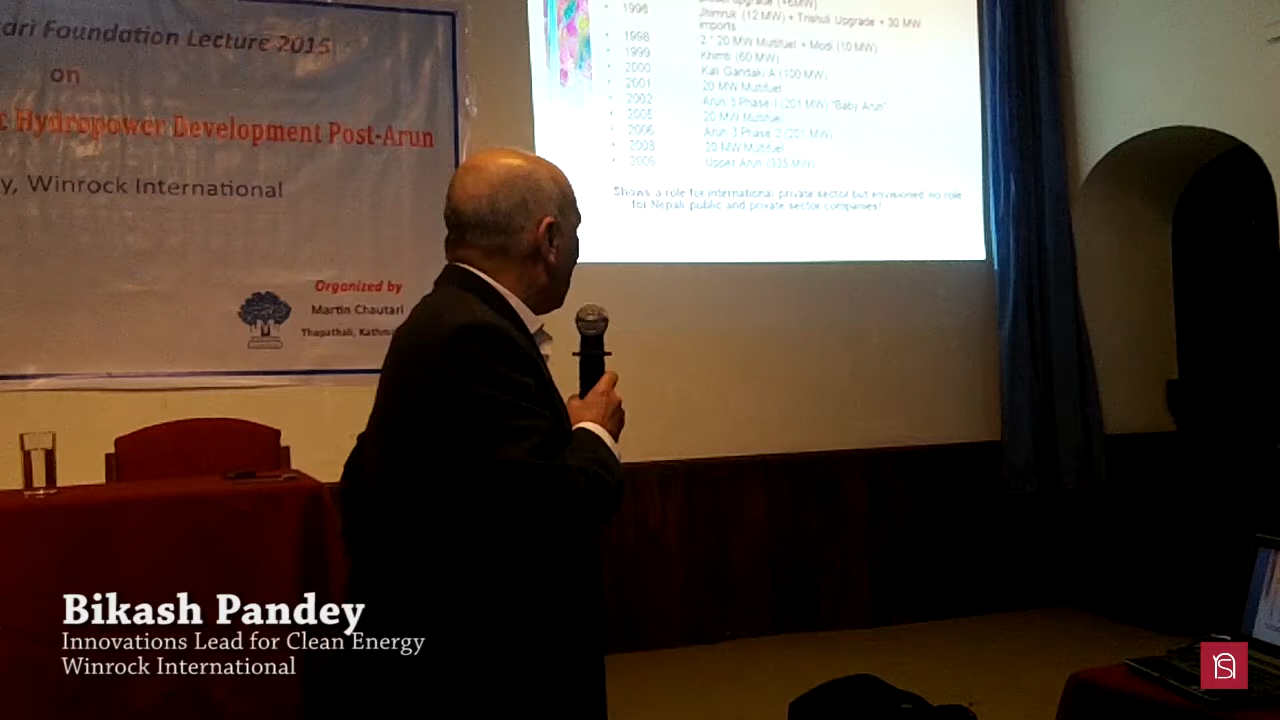 ari Foundation Lecture 2015
on
Hydropower Development Post-Arun
y, Winrock International
Organized by
Martin Chautari
Thapathali, Kathm
1996
Jhimruk (12 MW) + Trishuli Upgrade + 30 MW
imports
1998
2 * 20 MW Multifuel + Modi (10 MW)
1999
Khimti (60 MW)
2000
Kali Gandaki A (100 MW)
2001
20 MW Multifuel
2002
Arun 3 Phase I (201 MW) "Baby Arun"
2005
20 MW Multifuel
2006
Arun 3 Phase 2 (201 MW)
2008
20 MW Multifuel
2009
Upper Arun (335 MW)
Shows a role for international private sector but envisioned no role
for Nepali public and private sector companies!
Bikash Pandey
Innovations Lead for Clean Energy
Winrock International